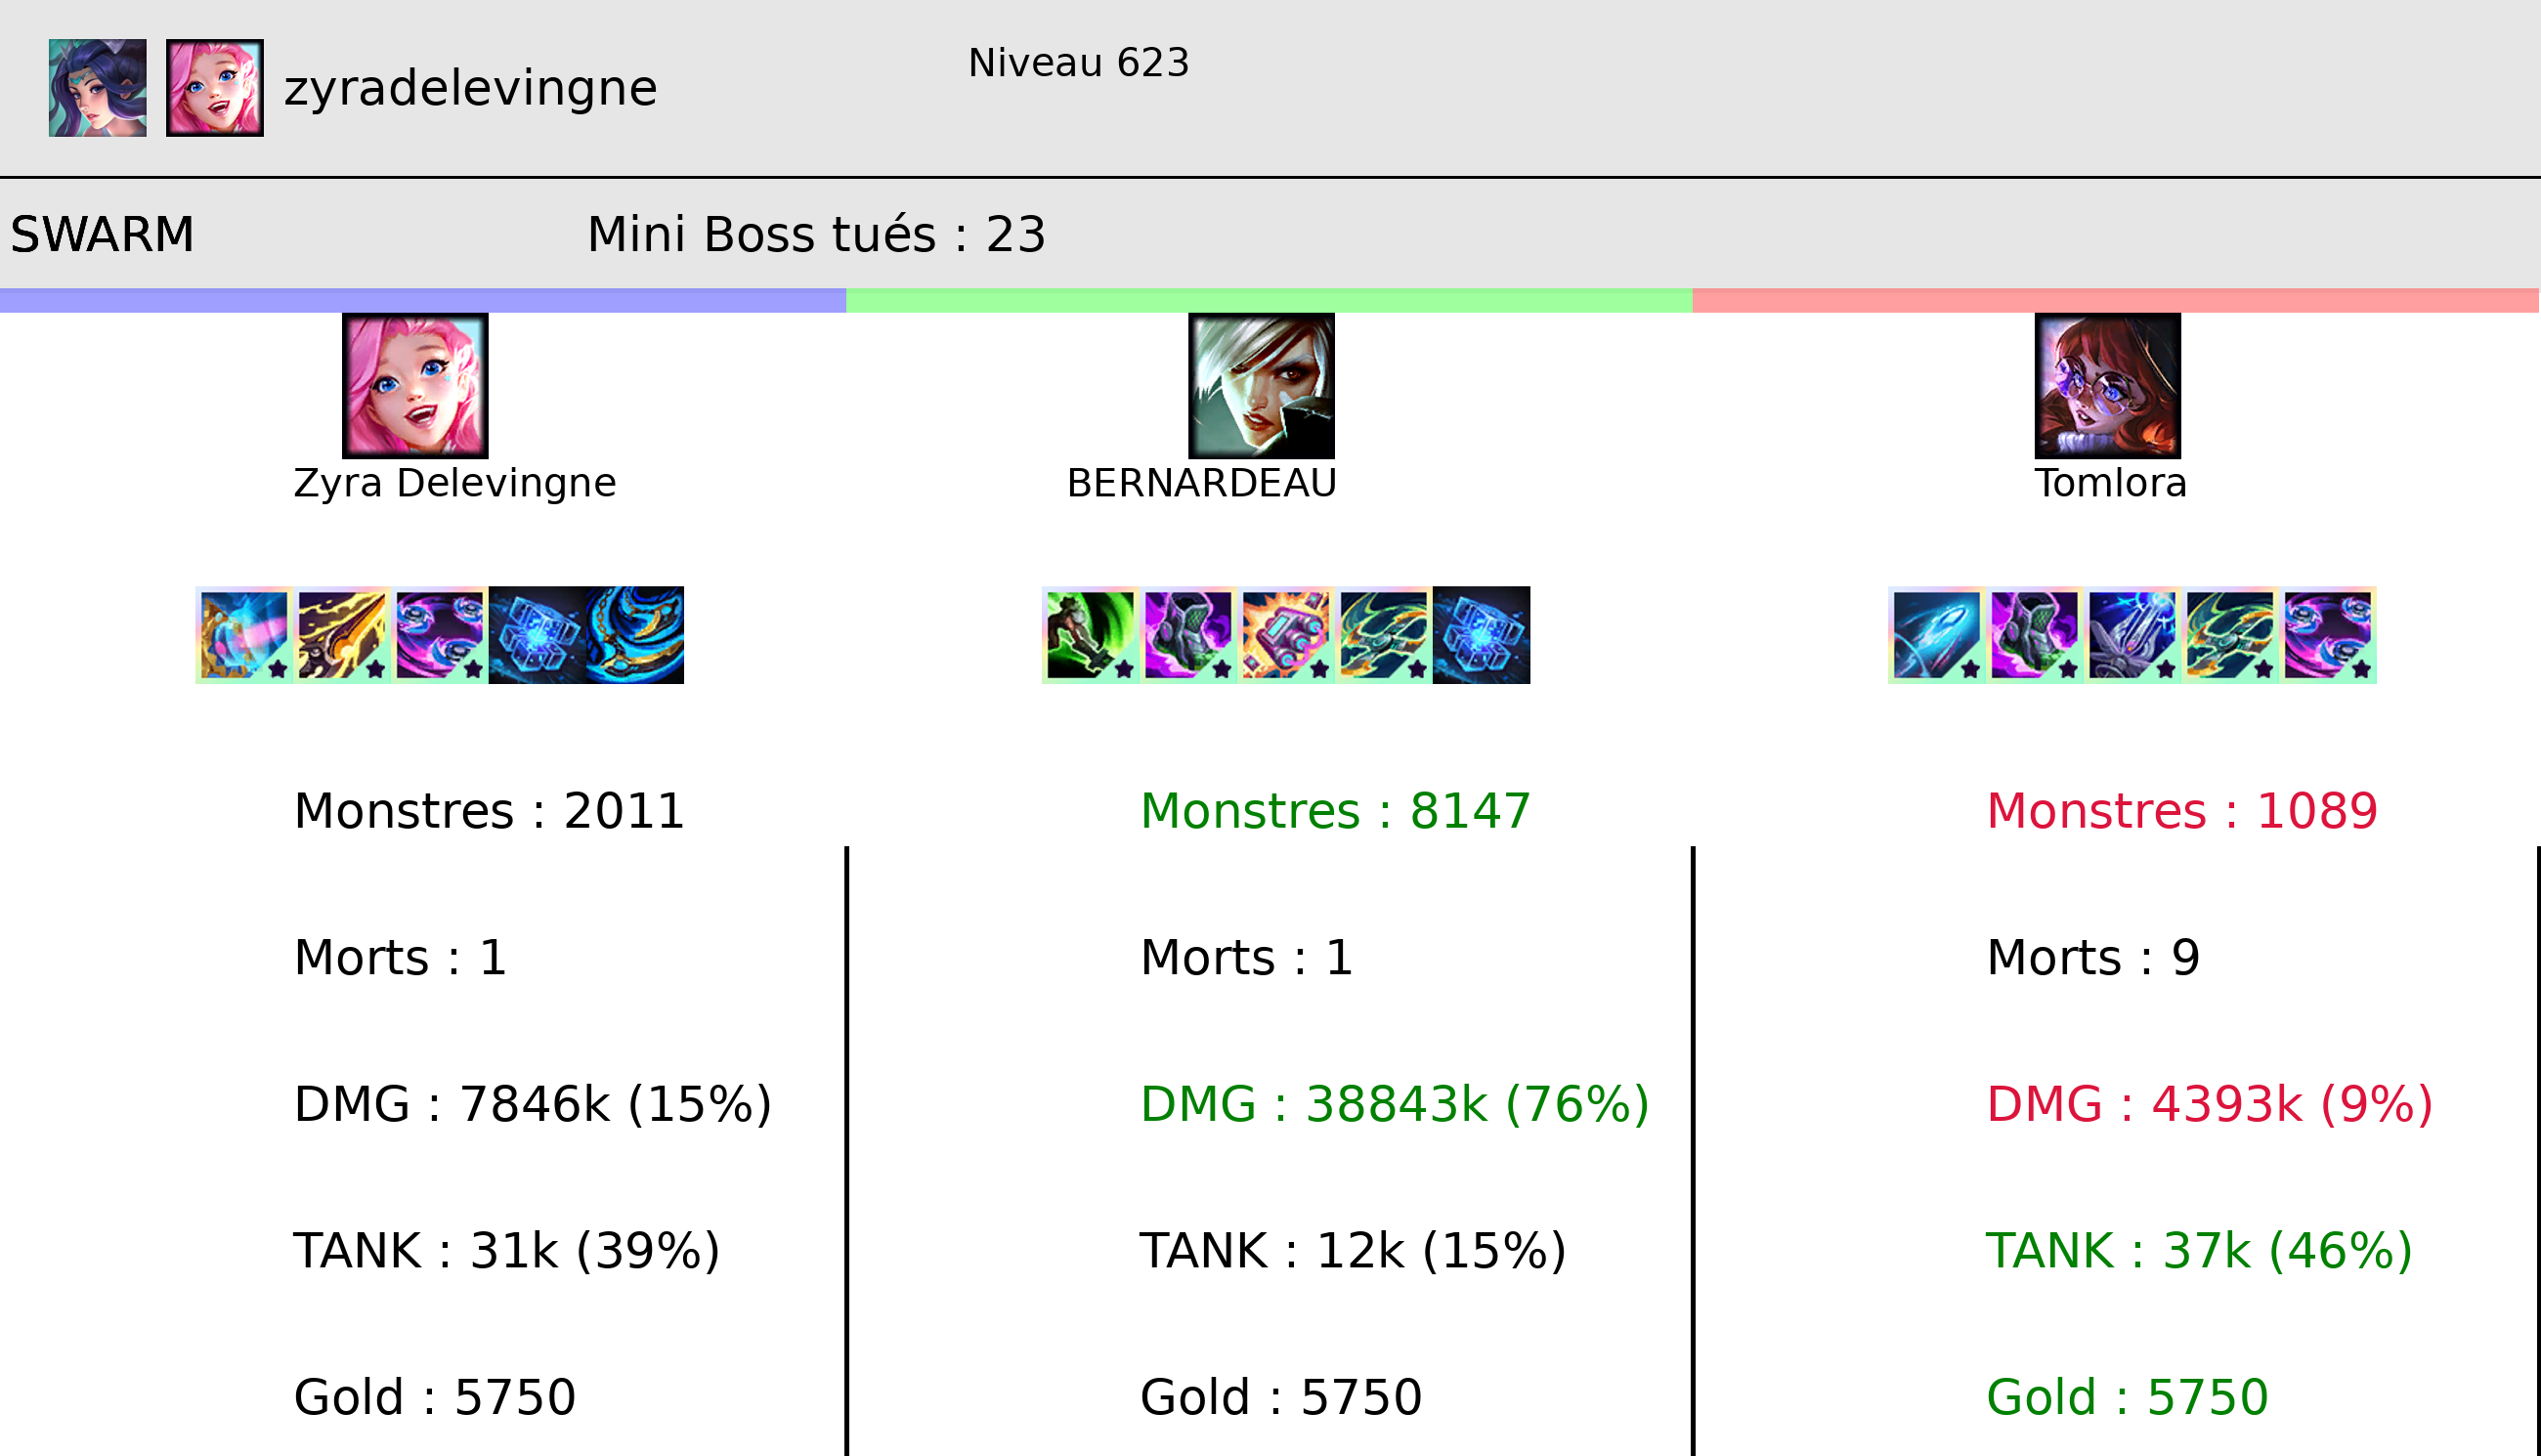 zyradelevingne
Niveau 623
SWARM
Mini Boss tués : 23
Zyra Delevingne
BERNARDEAU
Tomlora
Monstres : 2011
Monstres : 8147
Monstres : 1089
Morts : 1
Morts : 1
Morts : 9
DMG : 7846k (15%)
DMG : 38843k (76%)
DMG : 4393k (9%)
TANK : 31k (39%)
TANK : 12k (15%)
TANK : 37k (46%)
Gold : 5750
Gold : 5750
Gold : 5750